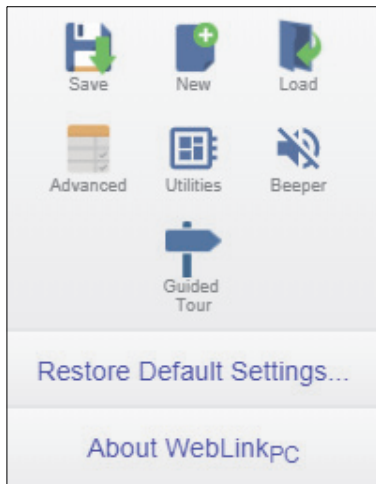 Save New Load
Advanced Utilities Beeper
Guided
Tour
Restore Default Settings...
About WebLinkPC